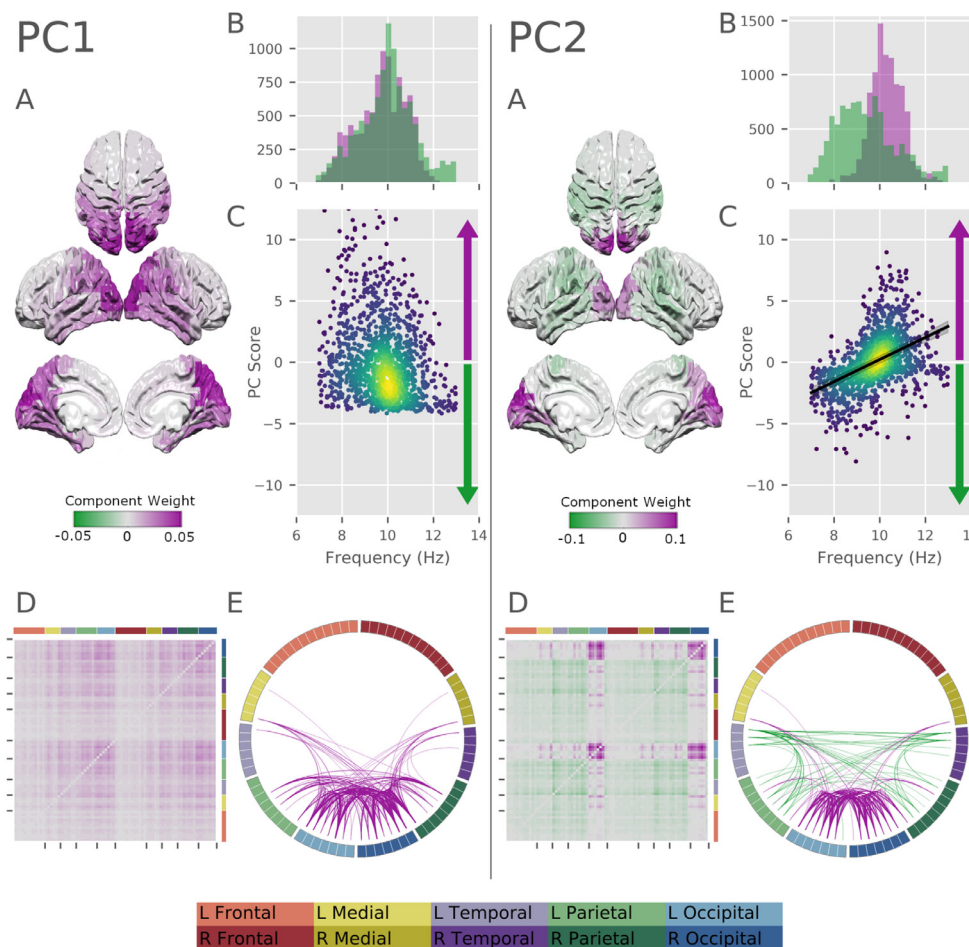 PC1
A
B
1000
750
500
250
0
C
10
5
0
−5
−10
PC Score
6
8
10
12
14
Frequency (Hz)
Component Weight
-0.05
0
0.05
D
E
PC2
A
B
1500
1000
500
0
C
10
5
0
−5
−10
PC Score
6
8
10
12
Frequency (Hz)
Component Weight
-0.1
0
0.1
D
E
L Frontal L Medial L Temporal L Parietal L Occipital
R Frontal R Medial R Temporal R Parietal R Occipital